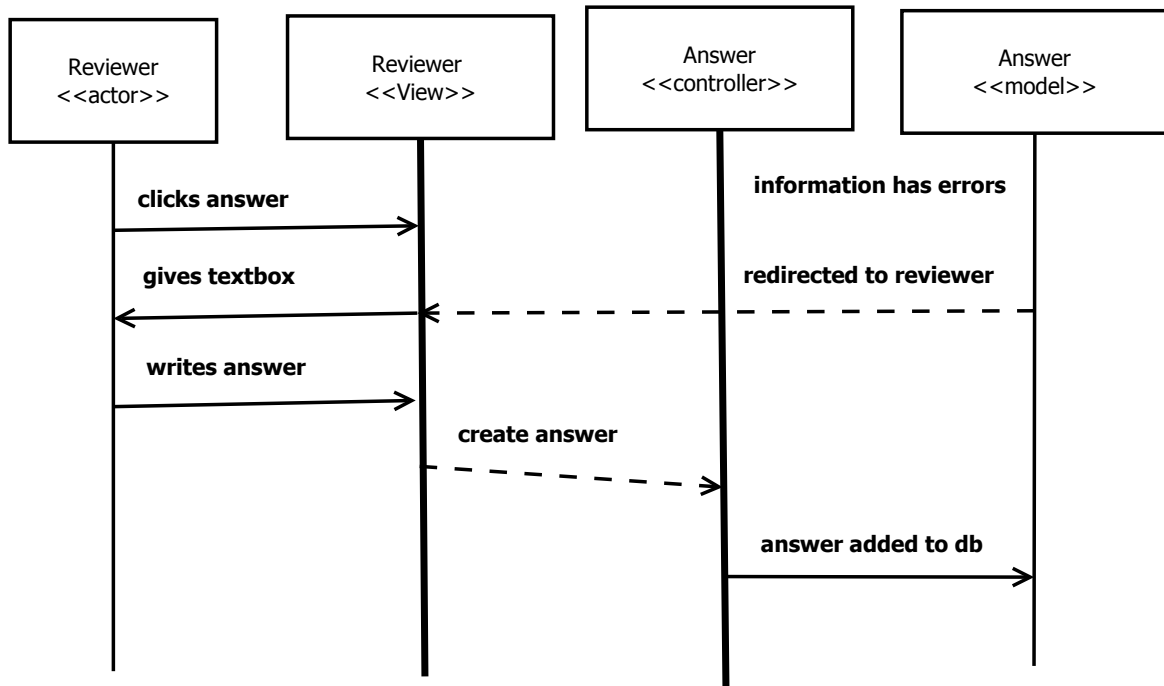 Reviewer
<<actor>>
Reviewer
<<View>>
Answer
<<controller>>
Answer
<<model>>
clicks answer
information has errors
gives textbox
redirected to reviewer
writes answer
create answer
answer added to db